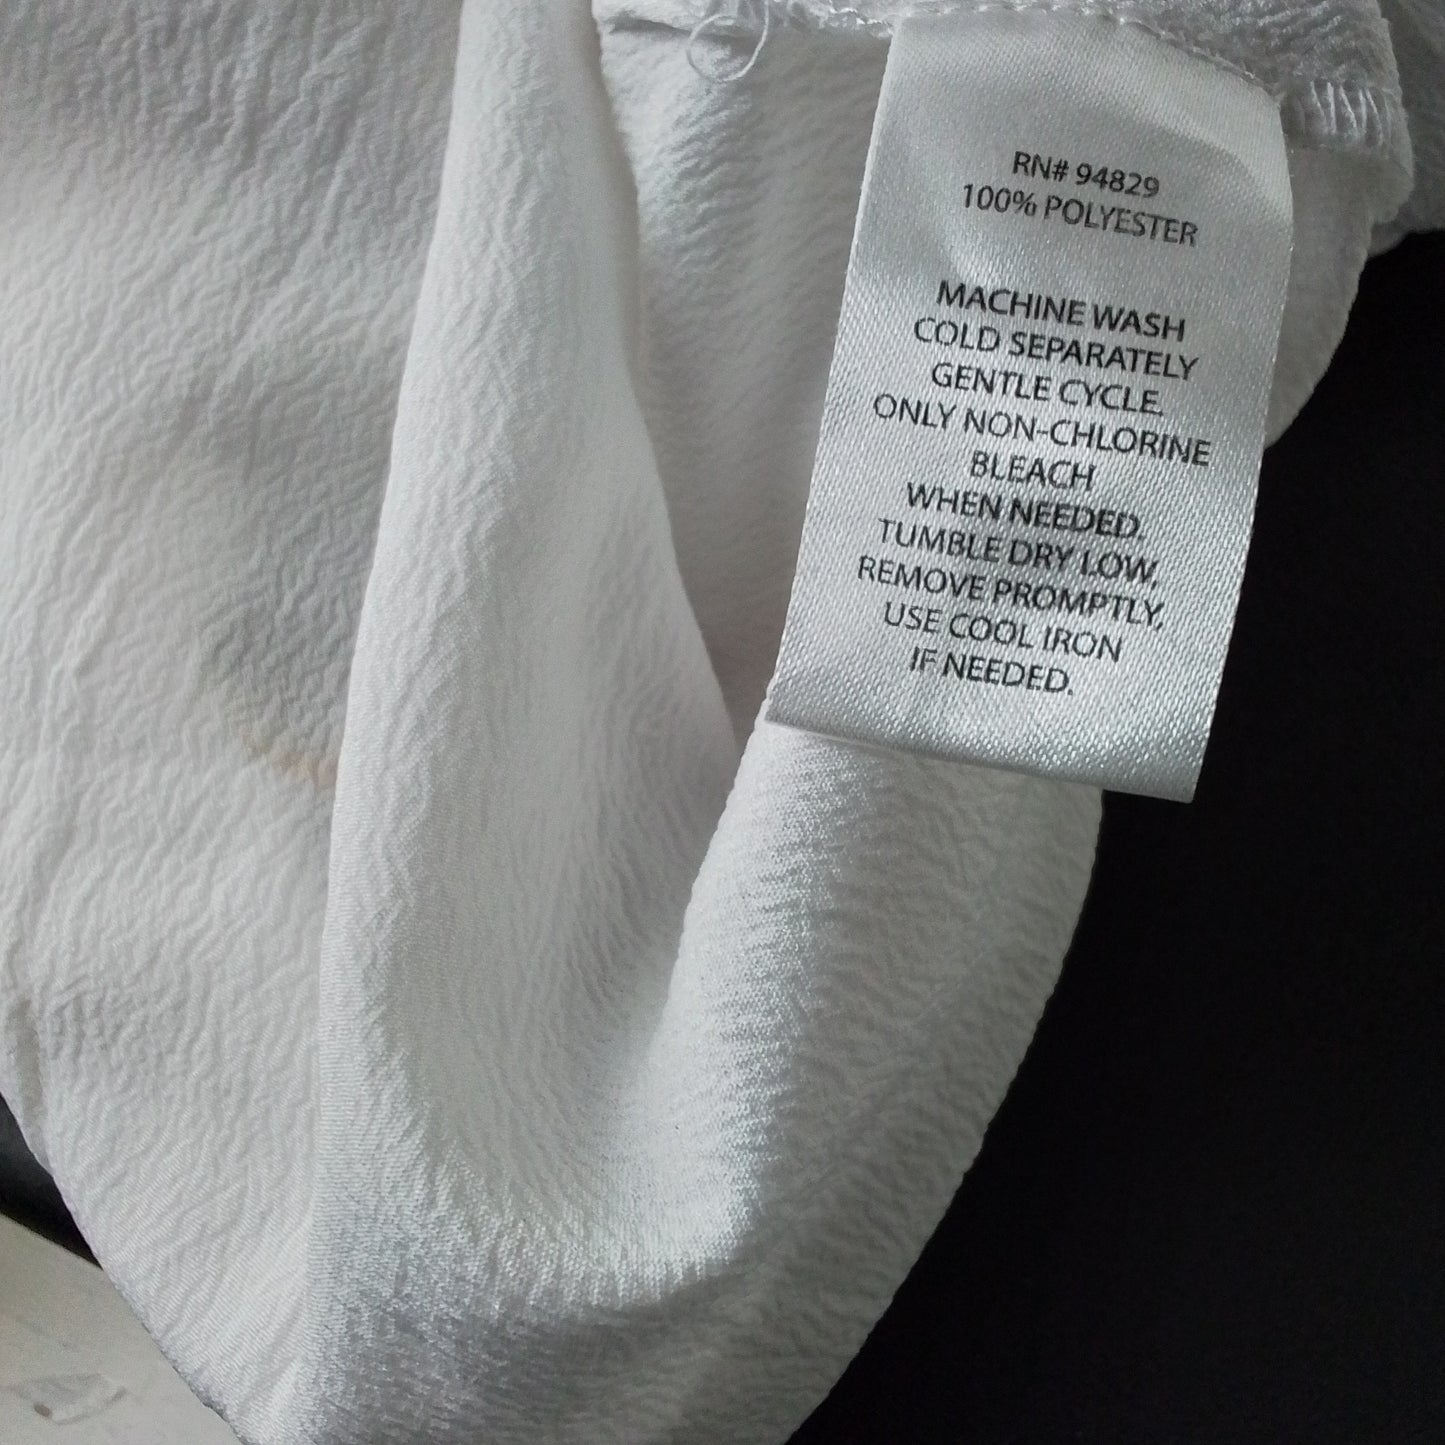 RN# 94829
100% POLYESTER
MACHINE WASH
COLD SEPARATELY
GENTLE CYCLE.
ONLY NON-CHLORINE
BLEACH
WHEN NEEDED.
TUMBLE DRY LOW,
REMOVE PROMPTLY,
USE COOL IRON
IF NEEDED.